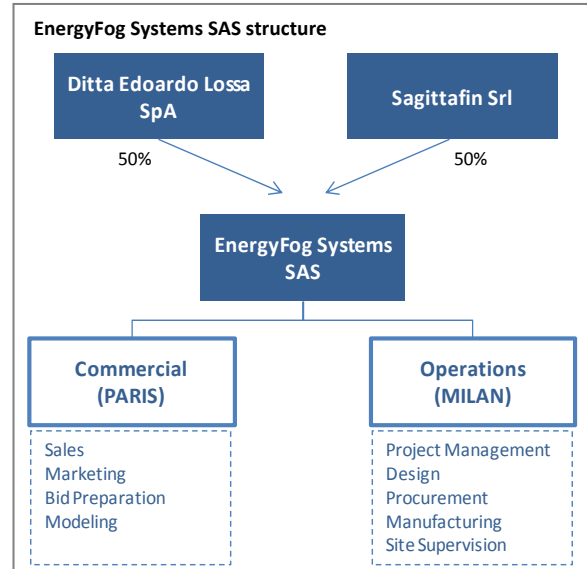 EnergyFog Systems SAS structure
Ditta Edoardo Lossa
SpA
Sagittafin Srl
50%
50%
EnergyFog Systems
SAS
Commercial
(PARIS)
Operations
(MILAN)
Sales
Marketing
Bid Preparation
Modeling
Project Management
Design
Procurement
Manufacturing
Site Supervision